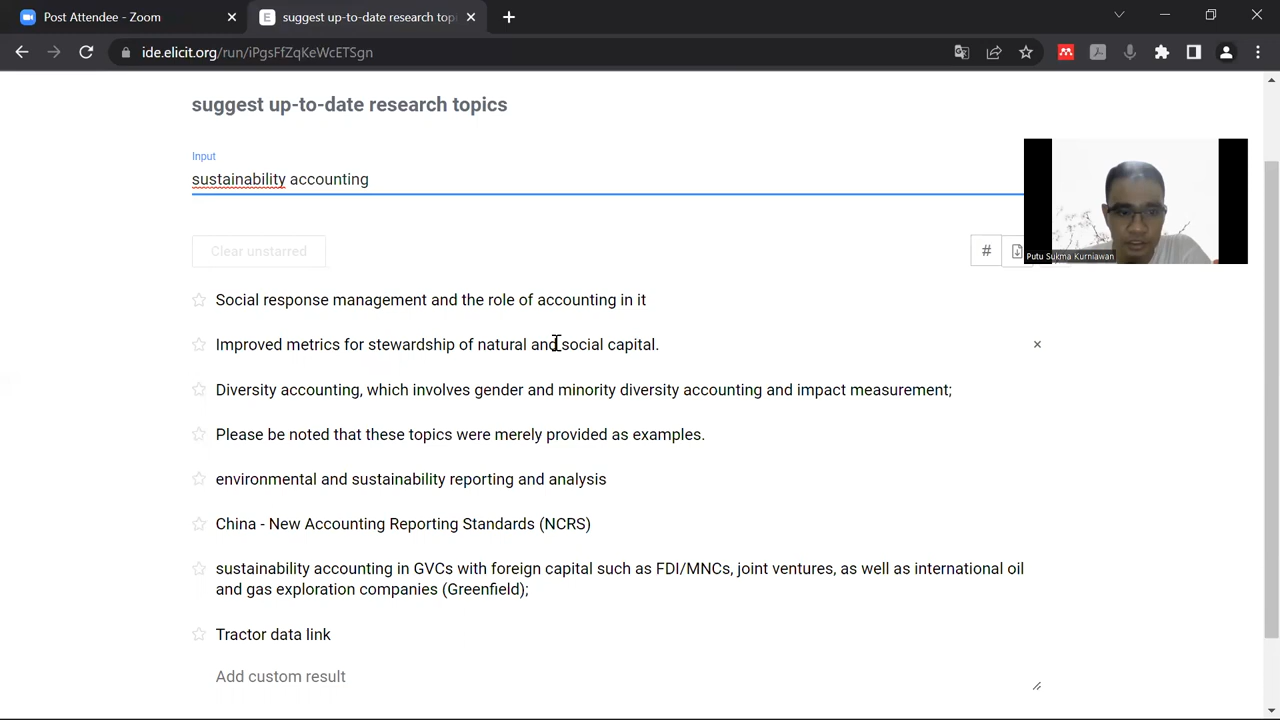 Post Attendee - Zoom
suggest up-to-date research topi
ide.elicit.org/run/iPgsFfZqKeWcETSgn
suggest up-to-date research topics
Input
sustainability accounting
Clear unstarred
#
Putu Sukma Kurniawan
Social response management and the role of accounting in it
Improved metrics for stewardship of natural and social capital.
Diversity accounting, which involves gender and minority diversity accounting and impact measurement;
Please be noted that these topics were merely provided as examples.
environmental and sustainability reporting and analysis
China - New Accounting Reporting Standards (NCRS)
sustainability accounting in GVCs with foreign capital such as FDI/MNCs, joint ventures, as well as international oil
and gas exploration companies (Greenfield);
Tractor data link
Add custom result